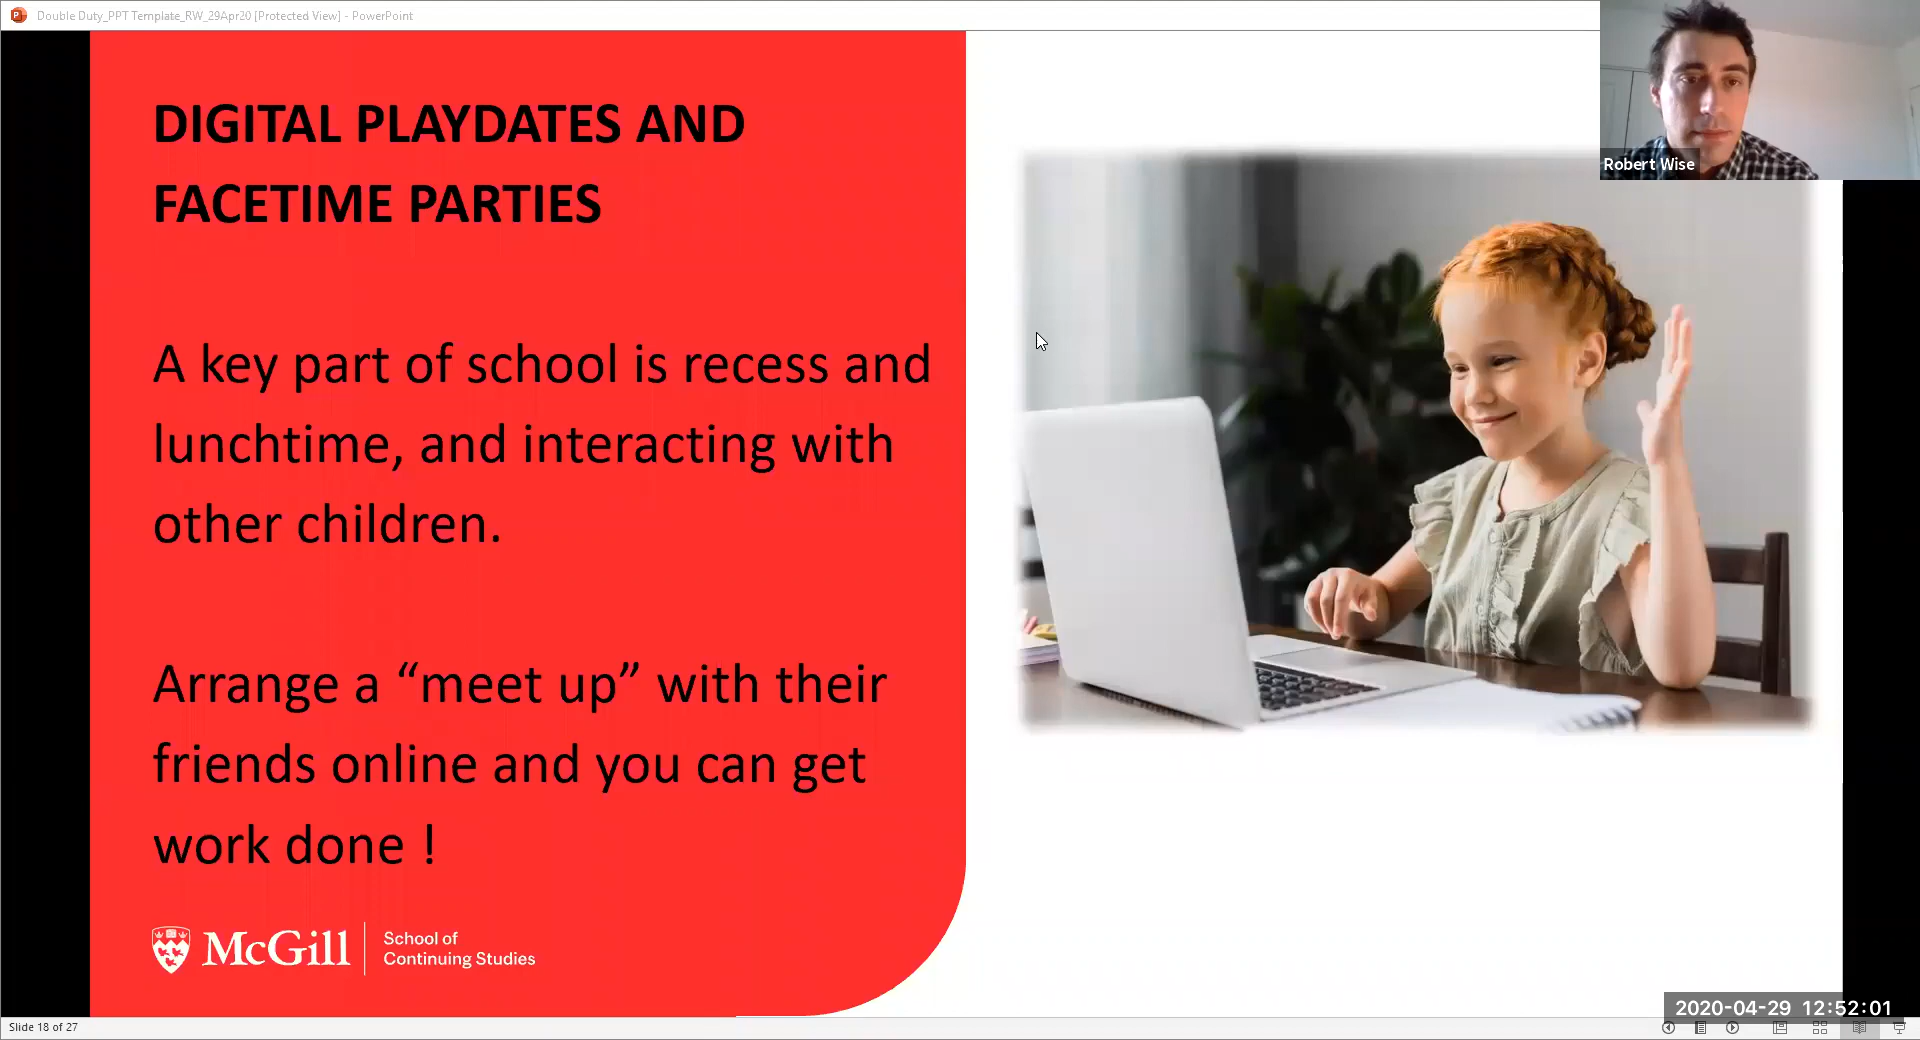 Double Duty_PPT Template_RW_29Apr20 [Protected View] - PowerPoint
Robert Wise
DIGITAL PLAYDATES AND
FACETIME PARTIES
A key part of school is recess and
lunchtime, and interacting with
other children.
Arrange a “meet up” with their
friends online and you can get
work done !
McGill
School of
Continuing Studies
2020-04-29 12:52:01
Slide 18 of 27